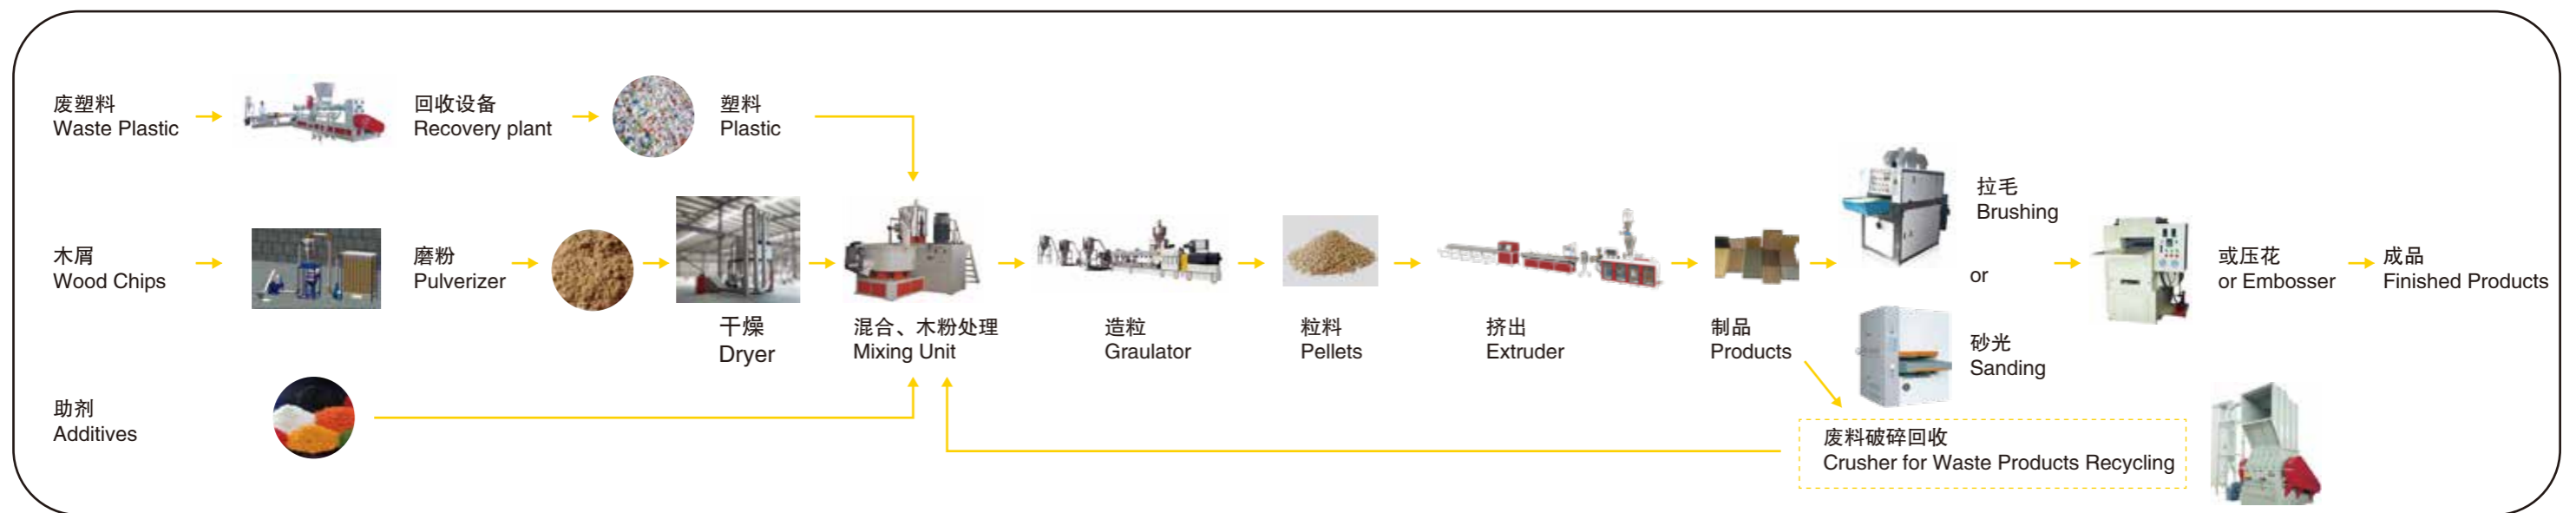 废塑料
Waste Plastic
回收设备
Recovery plant
塑料
Plastic
木屑
Wood Chips
磨粉
Pulverizer
干燥
Dryer
混合、木粉处理
Mixing Unit
造粒
Graulator
粒料
Pellets
挤出
Extruder
制品
Products
拉毛
Brushing
or
砂光
Sanding
或压花
or Embosser
成品
Finished Products
助剂
Additives
废料破碎回收
Crusher for Waste Products Recycling